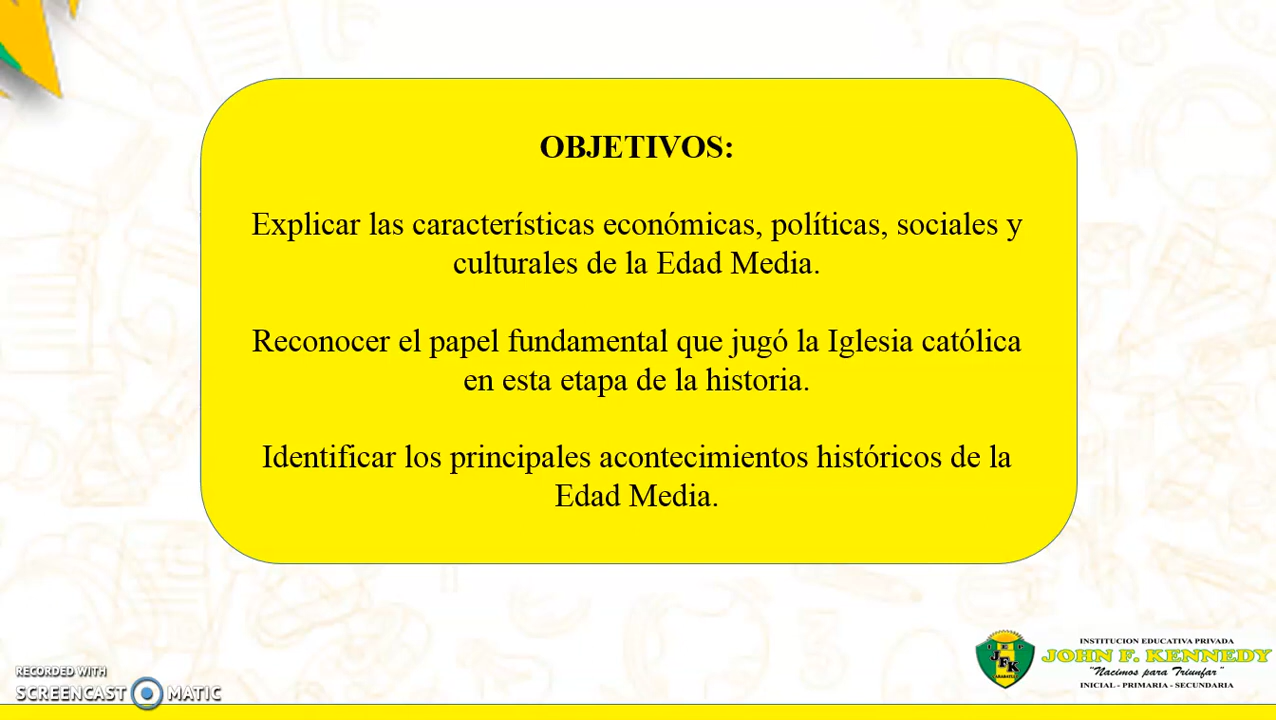 OBJETIVOS:
Explicar las características económicas, políticas, sociales y
culturales de la Edad Media.
Reconocer el papel fundamental que jugó la Iglesia católica
en esta etapa de la historia.
Identificar los principales acontecimientos históricos de la
Edad Media.
INSTITUCION EDUCATIVA PRIVADA
JFK
JOHN F. KENNEDY
"Nacimos para Triunfar"
INICIAL - PRIMARIA - SECUNDARIA
RECORDED WITH
SCREENCAST MATIC